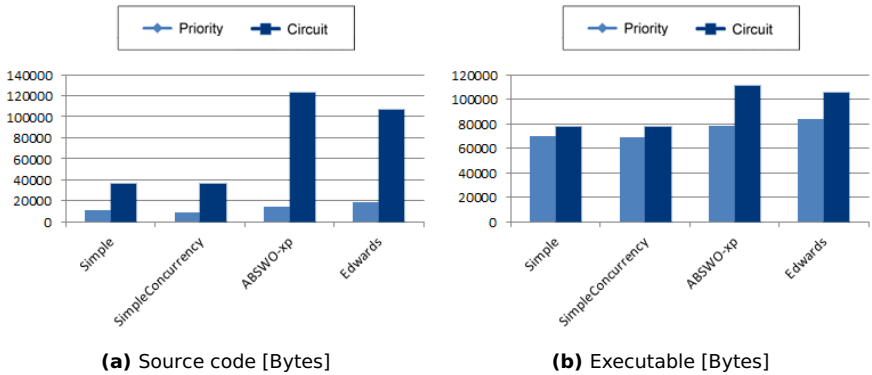 Priority Circuit
140000
120000
100000
80000
60000
40000
20000
0
Simple
SimpleConcurrency
ABSWO-xp
Edwards
(a) Source code [Bytes]
Priority Circuit
120000
100000
80000
60000
40000
20000
0
Simple
SimpleConcurrency
ABSWO-xp
Edwards
(b) Executable [Bytes]